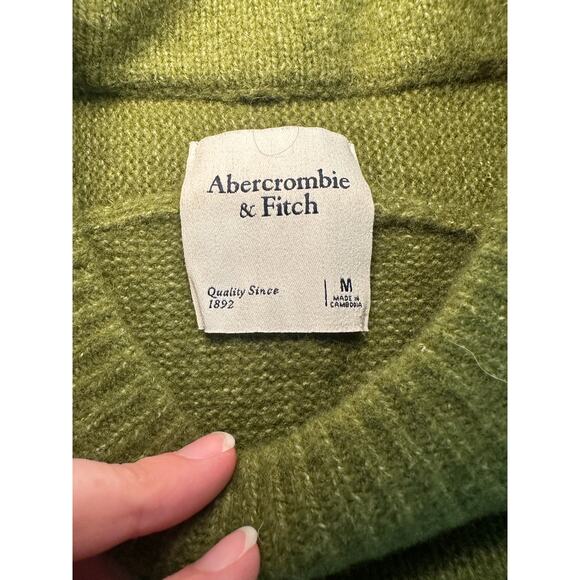 Abercrombie
& Fitch
Quality Since
1892
M
MADE IN
CAMBODIA